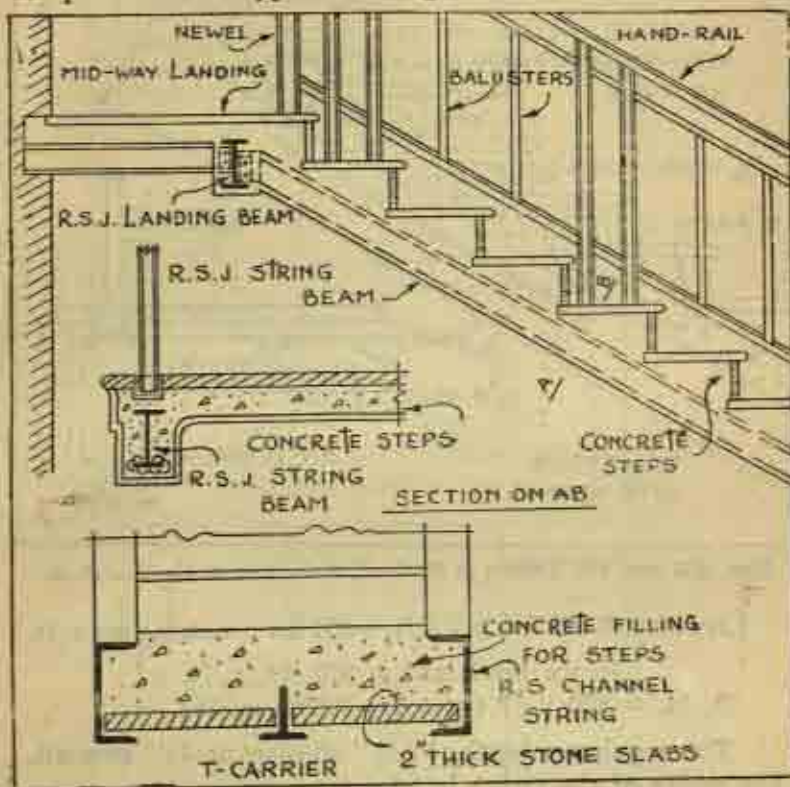 NEWEL
HAND-RAIL
MID-WAY LANDING
BALUSTERS
R.S.J. LANDING BEAM
R.S.J. STRING
BEAM
B/
A/
CONCRETE STEPS
CONCRETE
STEPS
R.S.J. STRING
BEAM
SECTION ON AB
CONCRETE FILLING
FOR STEPS
R.S CHANNEL
STRING
2" THICK STONE SLABS
T-CARRIER